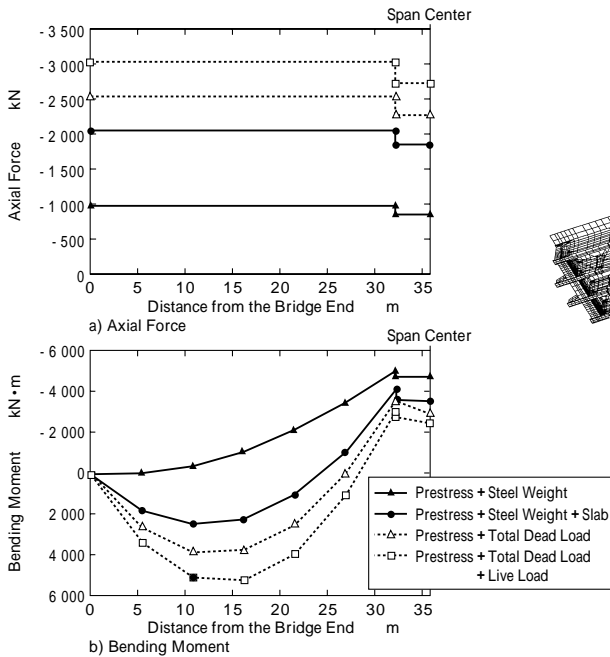 Span Center
- 3 500
- 3 000
- 2 500
- 2 000
- 1 500
- 1 000
- 500
0
Axial Force kN
0 5 10 15 20 25 30 35
Distance from the Bridge End m
a) Axial Force
Span Center
- 6 000
- 4 000
- 2 000
0
2 000
4 000
6 000
Bending Moment kN・m
Prestress + Steel Weight
Prestress + Steel Weight + Slab
Prestress + Total Dead Load
Prestress + Total Dead Load
+ Live Load
0 5 10 15 20 25 30 35
Distance from the Bridge End m
b) Bending Moment